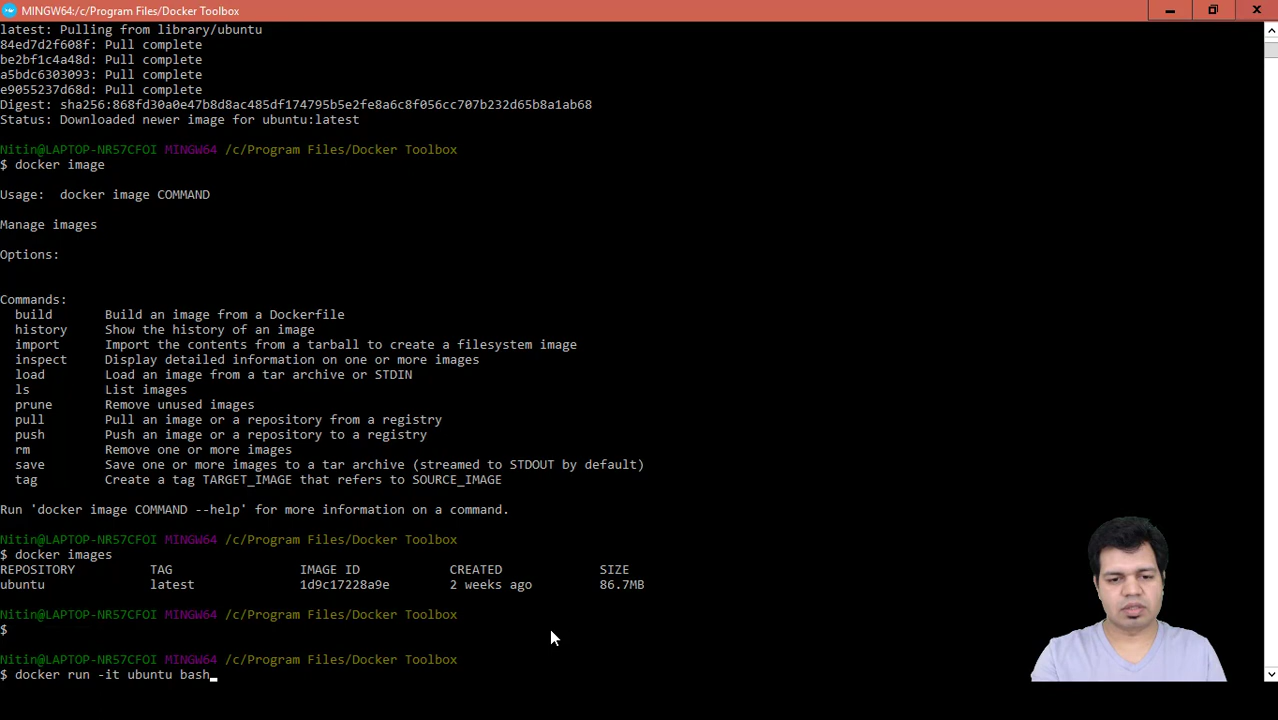 MINGW64:/c/Program Files/Docker Toolbox
latest: Pulling from library/ubuntu
84ed7d2f608f: Pull complete
be2bf1c4a48d: Pull complete
a5bdc6303093: Pull complete
e9055237d68d: Pull complete
Digest: sha256:868fd30a0e47b8d8ac485df174795b5e2fe8a6c8f056cc707b232d65b8a1ab68
Status: Downloaded newer image for ubuntu:latest
Nitin@LAPTOP-NR57CFOI MINGW64 /c/Program Files/Docker Toolbox
$ docker image
Usage:  docker image COMMAND
Manage images
Options:
Commands:
build       Build an image from a Dockerfile
history     Show the history of an image
import      Import the contents from a tarball to create a filesystem image
inspect     Display detailed information on one or more images
load        Load an image from a tar archive or STDIN
ls          List images
prune       Remove unused images
pull        Pull an image or a repository from a registry
push        Push an image or a repository to a registry
rm          Remove one or more images
save        Save one or more images to a tar archive (streamed to STDOUT by default)
tag         Create a tag TARGET_IMAGE that refers to SOURCE_IMAGE
Run 'docker image COMMAND --help' for more information on a command.
Nitin@LAPTOP-NR57CFOI MINGW64 /c/Program Files/Docker Toolbox
$ docker images
REPOSITORY          TAG                 IMAGE ID            CREATED             SIZE
ubuntu              latest              1d9c17228a9e        2 weeks ago         86.7MB
Nitin@LAPTOP-NR57CFOI MINGW64 /c/Program Files/Docker Toolbox
$
Nitin@LAPTOP-NR57CFOI MINGW64 /c/Program Files/Docker Toolbox
$ docker run -it ubuntu bash